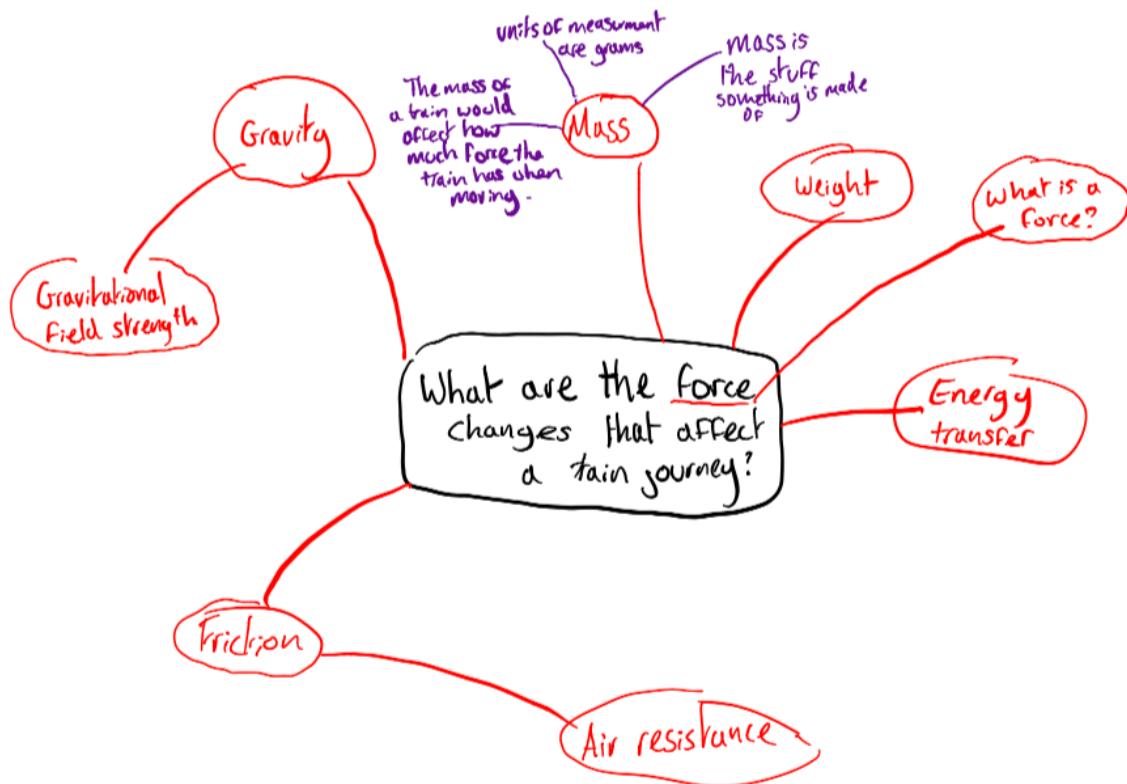 units of measurment
are grams
Mass is
the stuff
something is made
of
The mass of
a train would
affect how
much force the
train has when
moving.
Mass
Gravity
Weight
What is a
force?
Gravitational
field strength
What are the force
changes that affect
a tain journey?
Energy
transfer
Friction
Air resistance